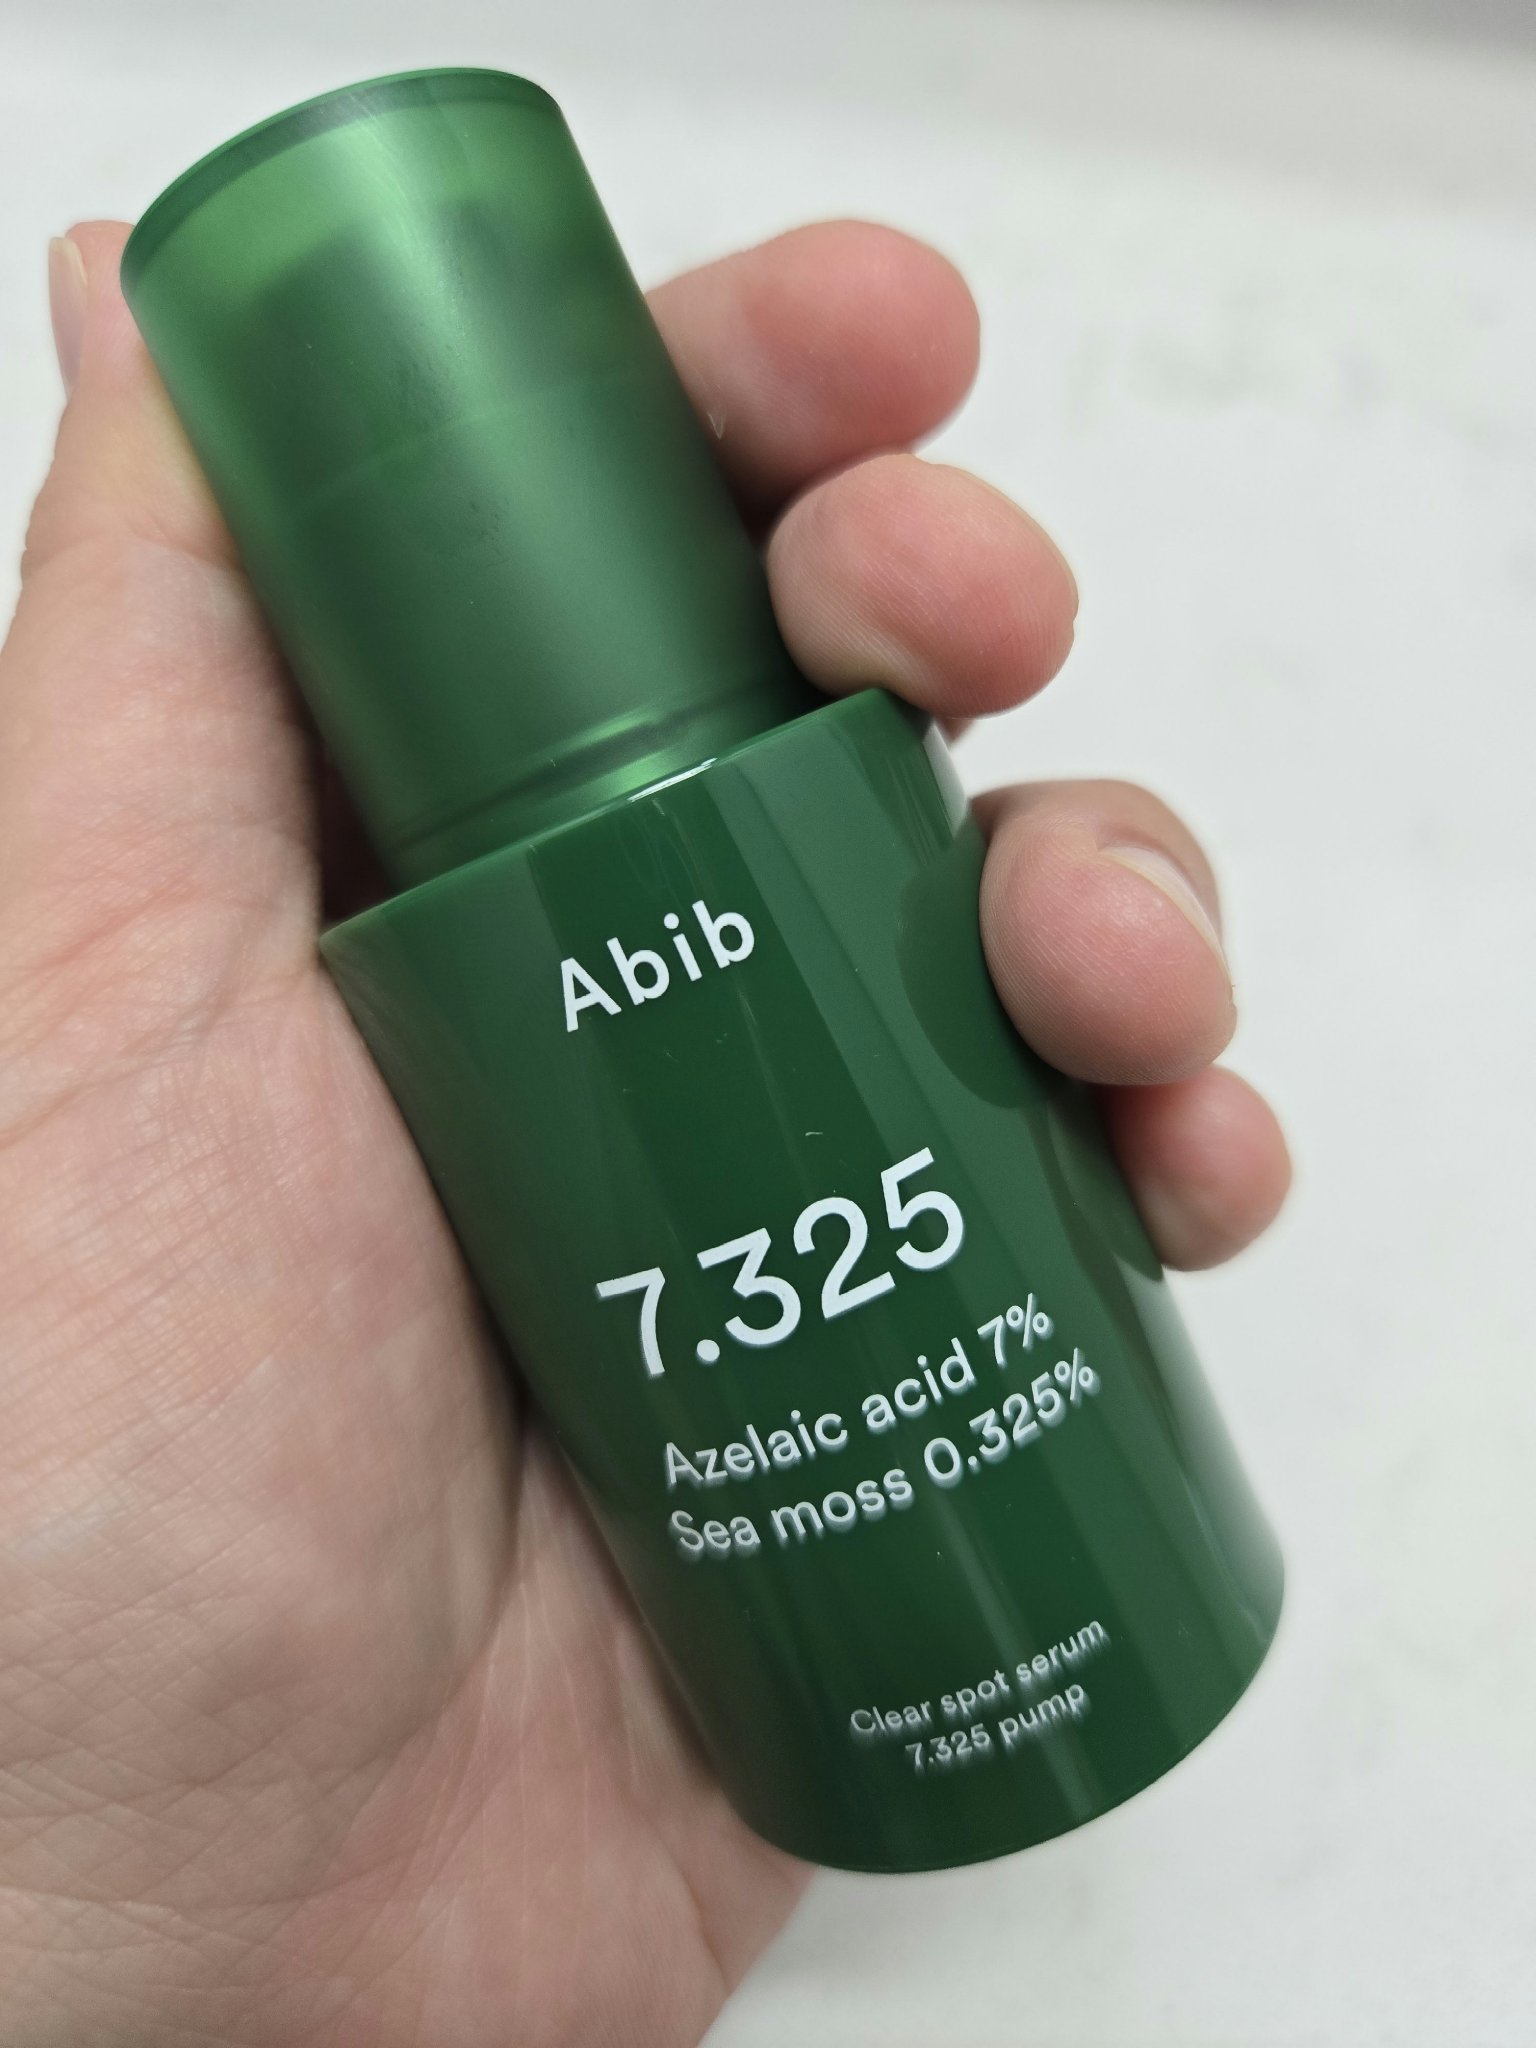 Abib
7.325
Azelaic acid 7%
Sea moss 0.325%
Clear spot serum
7.325 pump